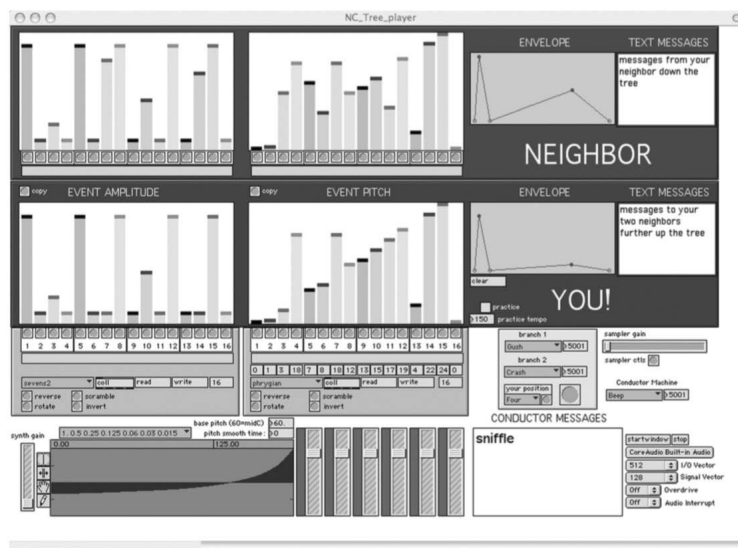 NC_Tree_player
ENVELOPE
TEXT MESSAGES
messages from your
neighbor down the
tree
NEIGHBOR
copy
EVENT AMPLITUDE
copy
EVENT PITCH
ENVELOPE
TEXT MESSAGES
messages to your
two neighbors
further up the tree
clear
practice
150
practice tempo
YOU!
1 2 3 4 5 6 7 8 9 10 11 12 13 14 15 16
1 2 3 4 5 6 7 8 9 10 11 12 13 14 15 16
0 1 3 18 7 8 19 10 12 13 15 17 19 4 22 24 0
sevens2
coll
read
write
16
phrygian
coll
read
write
16
reverse
scramble
rotate
invert
reverse
scramble
rotate
invert
branch 1
Gush
5001
branch 2
Crash
5001
your position
Four
sampler gain
sampler ctls
Conductor Machine
Beep
5001
synth gain
1. 0.5 0.25 0.125 0.06 0.03 0.015
base pitch (60=midC)
60.
pitch smooth time :
0
0.00
125.00
CONDUCTOR MESSAGES
sniffle
startwindow
stop
CoreAudio Built-in Audio
512
I/O Vector
128
Signal Vector
Off
Overdrive
Off
Audio Interrupt